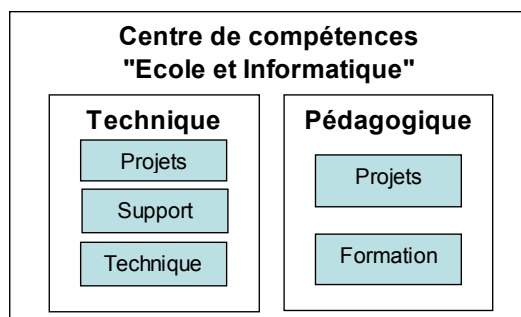 Centre de compétences
"Ecole et Informatique"
Technique
Projets
Support
Technique
Pédagogique
Projets
Formation